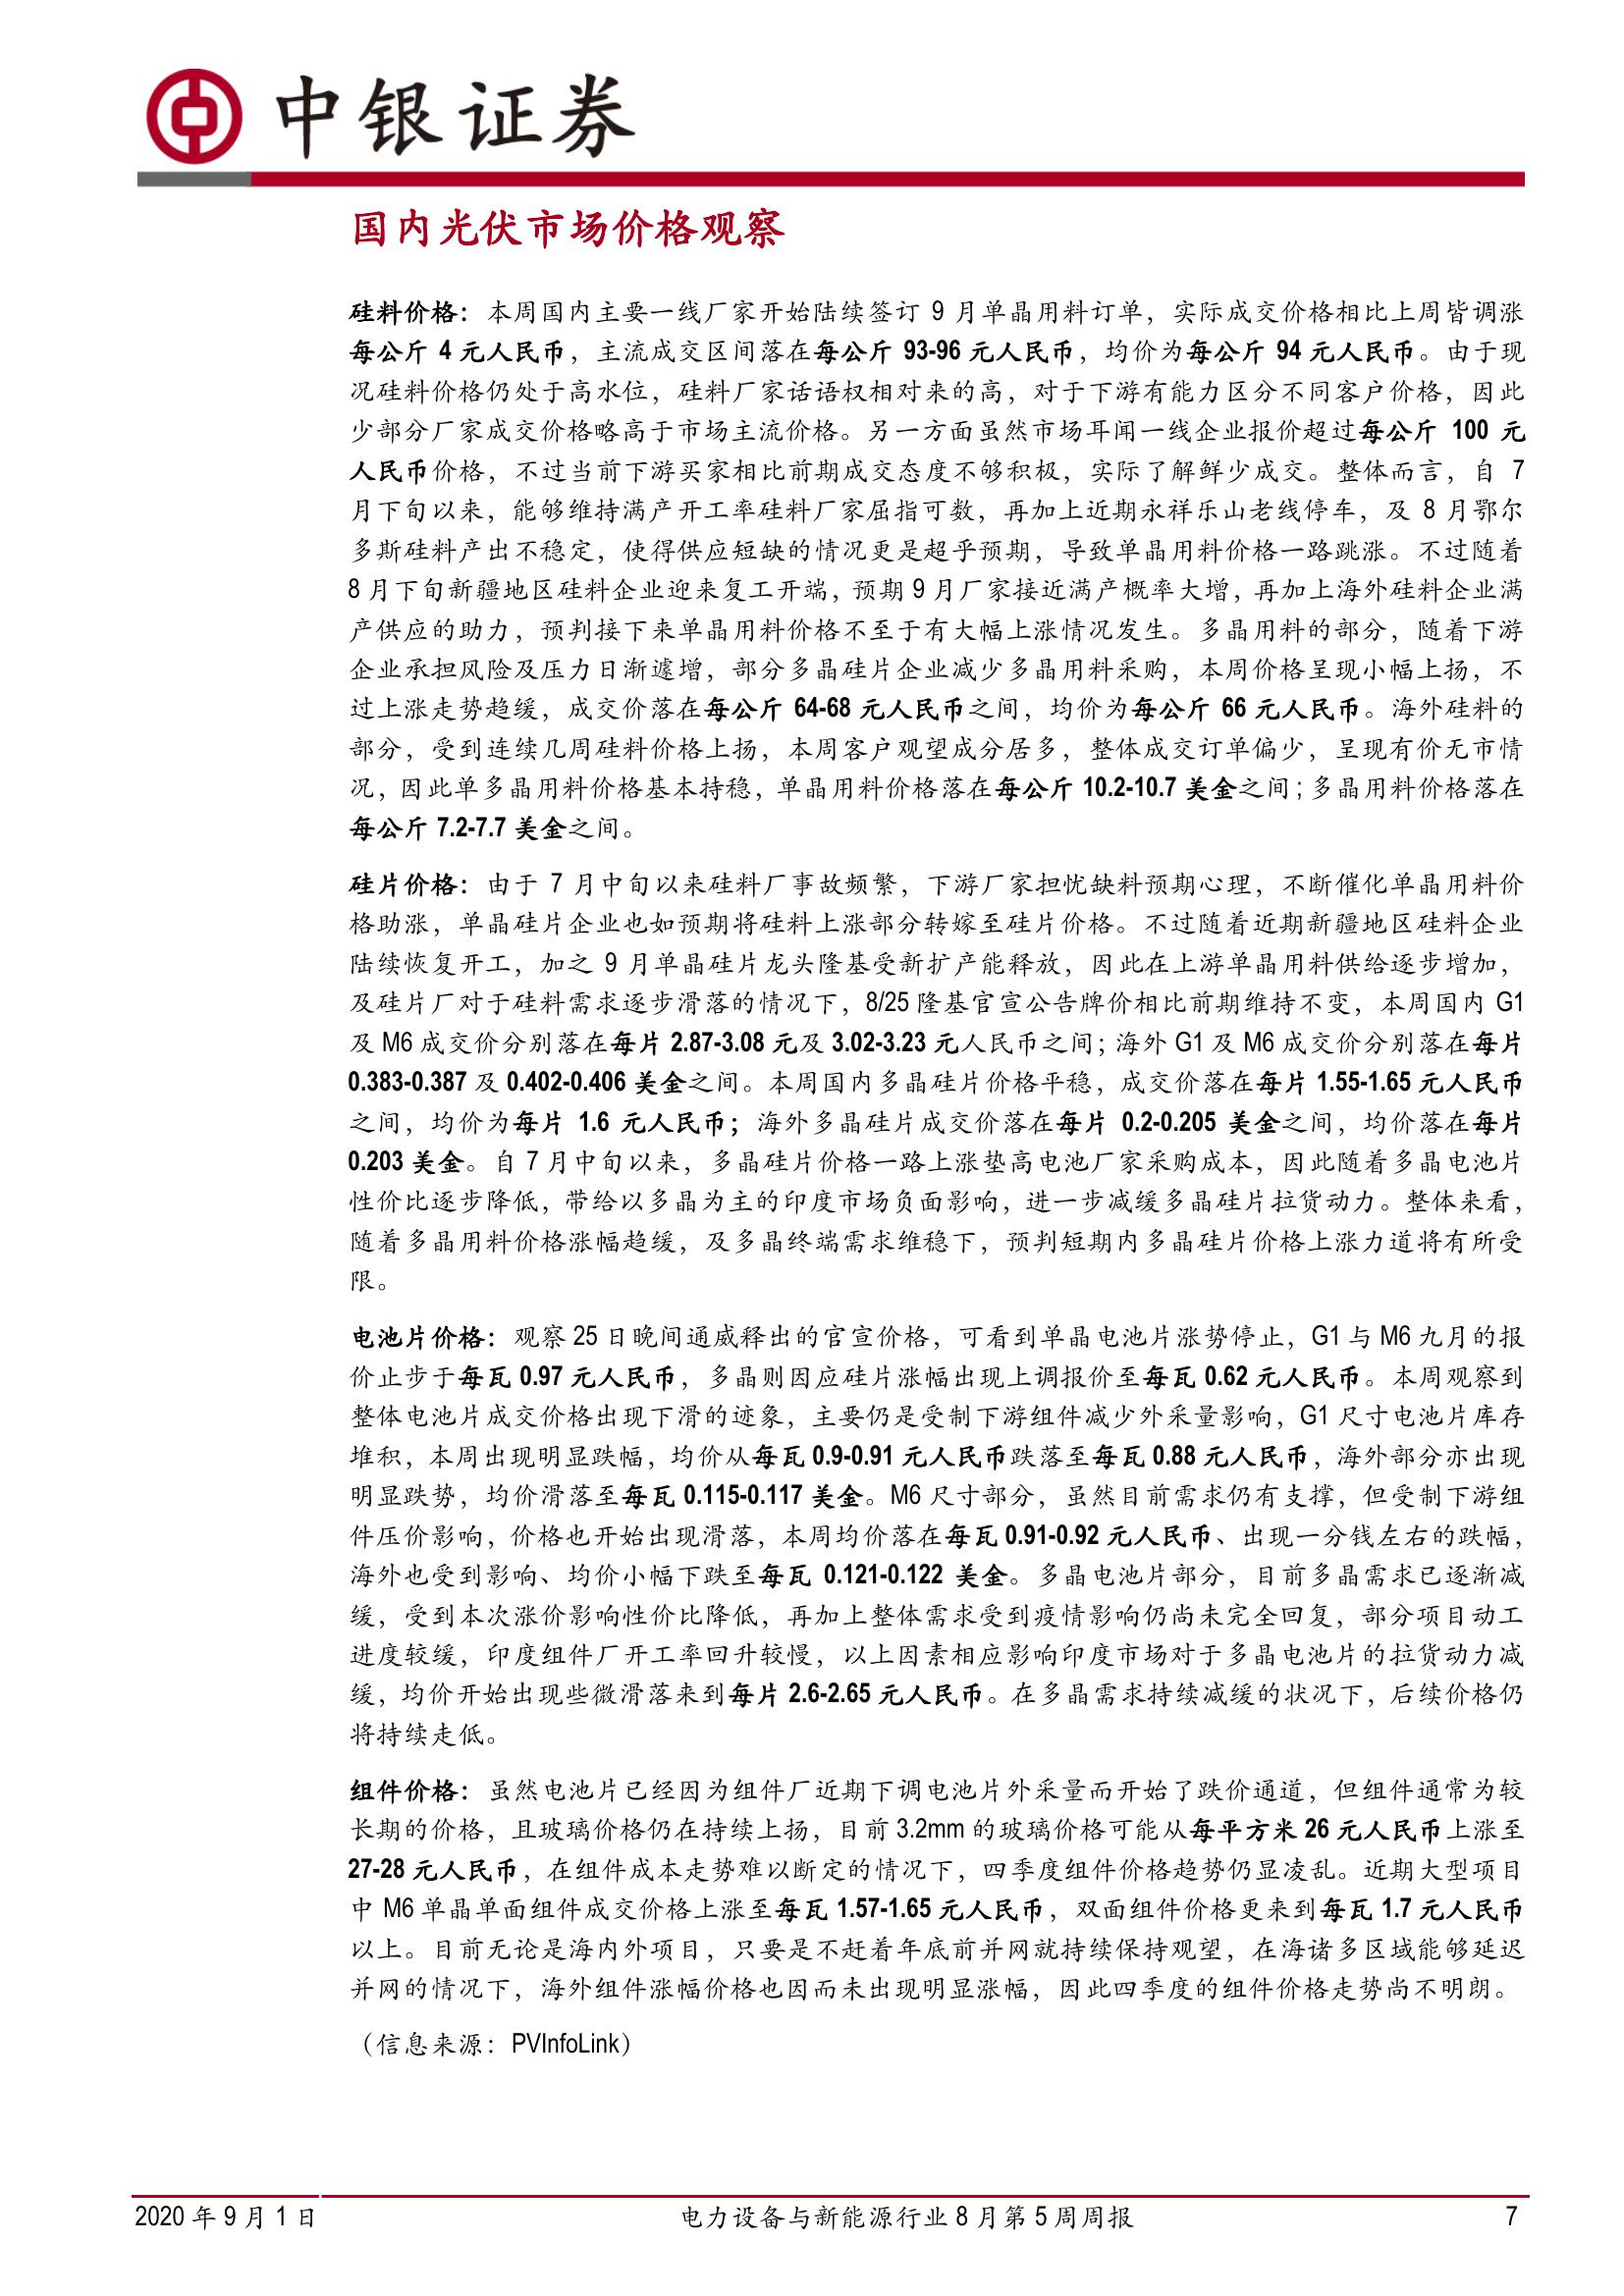 中银证券
国内光伏市场价格观察
硅料价格：本周国内主要一线厂家开始陆续签订 9 月单晶用料订单，实际成交价格相比上周皆调涨
每公斤 4 元人民币，主流成交区间落在每公斤 93-96 元人民币，均价为每公斤 94 元人民币。由于现
况硅料价格仍处于高水位，硅料厂家话语权相对来的高，对于下游有能力区分不同客户价格，因此
少部分厂家成交价格略高于市场主流价格。另一方面虽然市场耳闻一线企业报价超过每公斤 100 元
人民币价格，不过当前下游买家相比前期成交态度不够积极，实际了解鲜少成交。整体而言，自 7
月下旬以来，能够维持满产开工率硅料厂家屈指可数，再加上近期永祥乐山老线停车，及 8 月鄂尔
多斯硅料产出不稳定，使得供应短缺的情况更是超乎预期，导致单晶用料价格一路跳涨。不过随着
8 月下旬新疆地区硅料企业迎来复工开端，预期 9 月厂家接近满产概率大增，再加上海外硅料企业满
产供应的助力，预判接下来单晶用料价格不至于有大幅上涨情况发生。多晶用料的部分，随着下游
企业承担风险及压力日渐遽增，部分多晶硅片企业减少多晶用料采购，本周价格呈现小幅上扬，不
过上涨走势趋缓，成交价落在每公斤 64-68 元人民币之间，均价为每公斤 66 元人民币。海外硅料的
部分，受到连续几周硅料价格上扬，本周客户观望成分居多，整体成交订单偏少，呈现有价无市情
况，因此单多晶用料价格基本持稳，单晶用料价格落在每公斤 10.2-10.7 美金之间；多晶用料价格落在
每公斤 7.2-7.7 美金之间。
硅片价格：由于 7 月中旬以来硅料厂事故频繁，下游厂家担忧缺料预期心理，不断催化单晶用料价
格助涨，单晶硅片企业也如预期将硅料上涨部分转嫁至硅片价格。不过随着近期新疆地区硅料企业
陆续恢复开工，加之 9 月单晶硅片龙头隆基受新扩产能释放，因此在上游单晶用料供给逐步增加，
及硅片厂对于硅料需求逐步滑落的情况下，8/25 隆基官宣公告牌价相比前期维持不变，本周国内 G1
及 M6 成交价分别落在每片 2.87-3.08 元及 3.02-3.23 元人民币之间；海外 G1 及 M6 成交价分别落在每片
0.383-0.387 及 0.402-0.406 美金之间。本周国内多晶硅片价格平稳，成交价落在每片 1.55-1.65 元人民币
之间，均价为每片 1.6 元人民币；海外多晶硅片成交价落在每片 0.2-0.205 美金之间，均价落在每片
0.203 美金。自 7 月中旬以来，多晶硅片价格一路上涨垫高电池厂家采购成本，因此随着多晶电池片
性价比逐步降低，带给以多晶为主的印度市场负面影响，进一步减缓多晶硅片拉货动力。整体来看，
随着多晶用料价格涨幅趋缓，及多晶终端需求维稳下，预判短期内多晶硅片价格上涨力道将有所受
限。
电池片价格：观察 25 日晚间通威释出的官宣价格，可看到单晶电池片涨势停止，G1 与 M6 九月的报
价止步于每瓦 0.97 元人民币，多晶则因应硅片涨幅出现上调报价至每瓦 0.62 元人民币。本周观察到
整体电池片成交价格出现下滑的迹象，主要仍是受制下游组件减少外采量影响，G1 尺寸电池片库存
堆积，本周出现明显跌幅，均价从每瓦 0.9-0.91 元人民币跌落至每瓦 0.88 元人民币，海外部分亦出现
明显跌势，均价滑落至每瓦 0.115-0.117 美金。M6 尺寸部分，虽然目前需求仍有支撑，但受制下游组
件压价影响，价格也开始出现滑落，本周均价落在每瓦 0.91-0.92 元人民币、出现一分钱左右的跌幅，
海外也受到影响、均价小幅下跌至每瓦 0.121-0.122 美金。多晶电池片部分，目前多晶需求已逐渐减
缓，受到本次涨价影响性价比降低，再加上整体需求受到疫情影响仍尚未完全回复，部分项目动工
进度较缓，印度组件厂开工率回升较慢，以上因素相应影响印度市场对于多晶电池片的拉货动力减
缓，均价开始出现些微滑落来到每片 2.6-2.65 元人民币。在多晶需求持续减缓的状况下，后续价格仍
将持续走低。
组件价格：虽然电池片已经因为组件厂近期下调电池片外采量而开始了跌价通道，但组件通常为较
长期的价格，且玻璃价格仍在持续上扬，目前 3.2mm 的玻璃价格可能从每平方米 26 元人民币上涨至
27-28 元人民币，在组件成本走势难以断定的情况下，四季度组件价格趋势仍显凌乱。近期大型项目
中 M6 单晶单面组件成交价格上涨至每瓦 1.57-1.65 元人民币，双面组件价格更来到每瓦 1.7 元人民币
以上。目前无论是海内外项目，只要是不赶着年底前并网就持续保持观望，在海诸多区域能够延迟
并网的情况下，海外组件涨幅价格也因而未出现明显涨幅，因此四季度的组件价格走势尚不明朗。
（信息来源：PVInfoLink）
2020 年 9 月 1 日
电力设备与新能源行业 8 月第 5 周周报
7